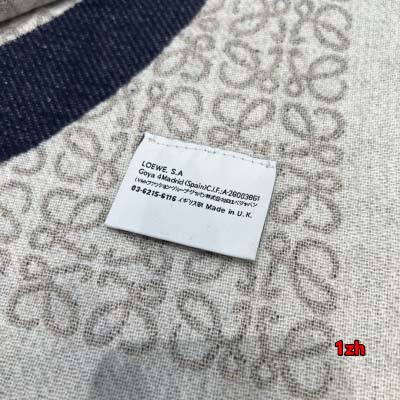 LOEWE, S.A
Goya 4Madrid (Spain)C.I.F.:A-28003861
03-6215-6116 イギリス製 Made in U.K.
1zh